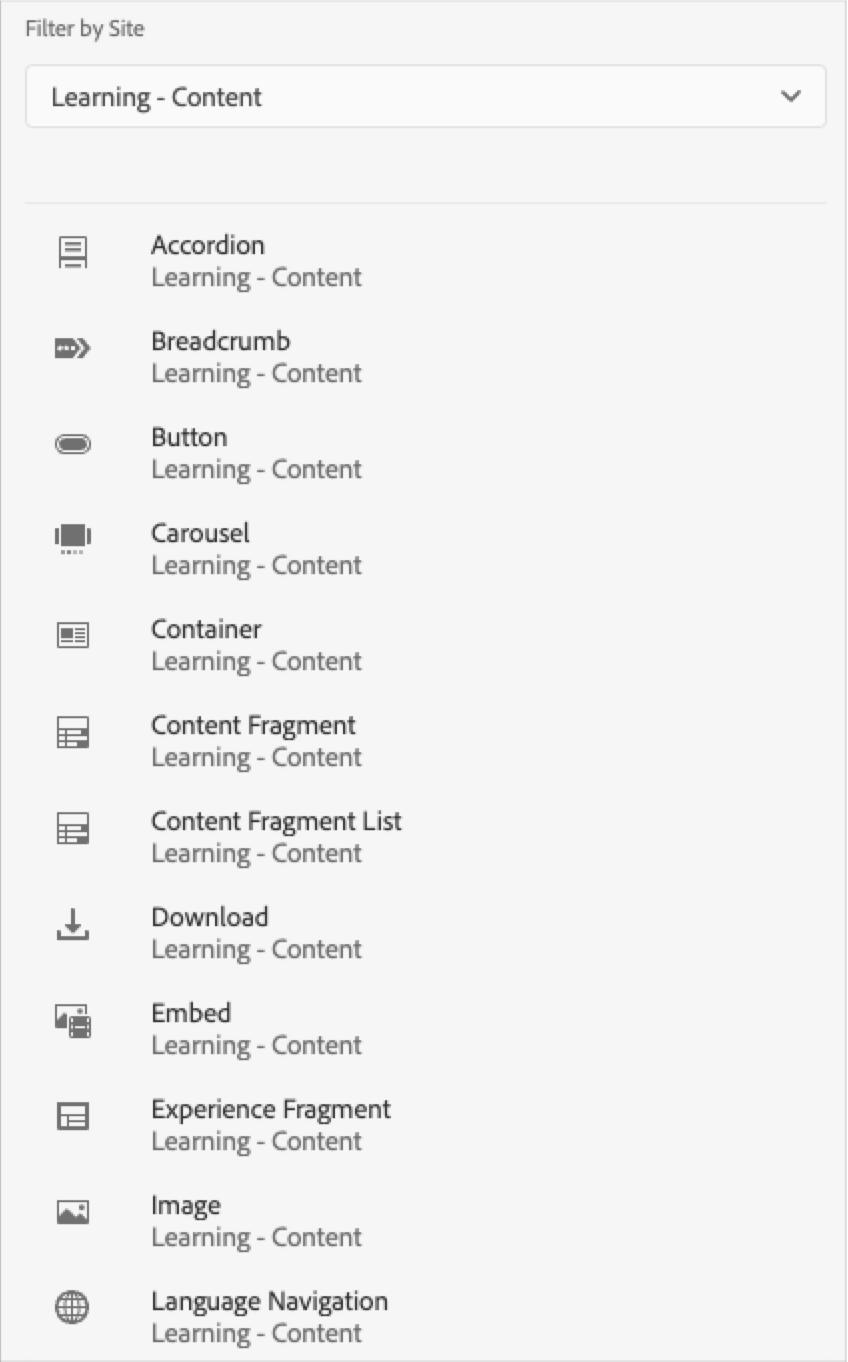 Filter by Site
Learning - Content
Accordion
Learning - Content
Breadcrumb
Learning - Content
Button
Learning - Content
Carousel
Learning - Content
Container
Learning - Content
Content Fragment
Learning - Content
Content Fragment List
Learning - Content
Download
Learning - Content
Embed
Learning - Content
Experience Fragment
Learning - Content
Image
Learning - Content
Language Navigation
Learning - Content